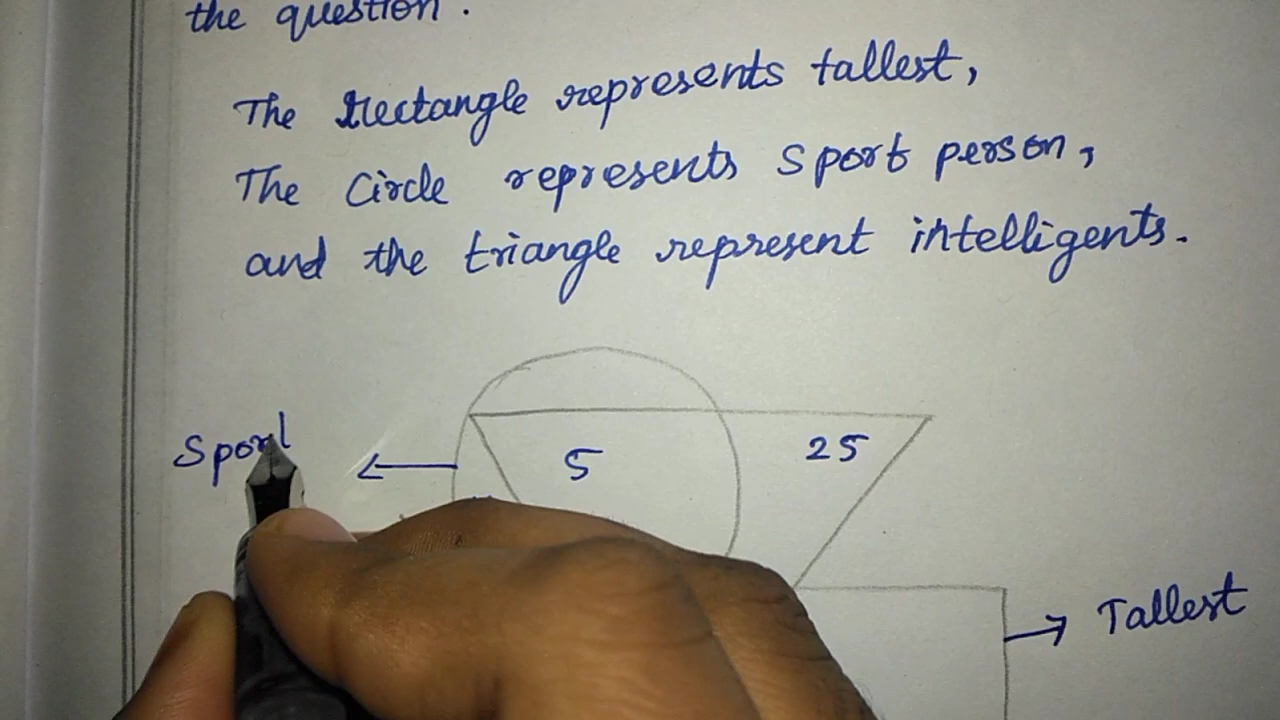 the question.
The Rectangle represents tallest,
The Circle represents Sport person,
and the triangle represent intelligents.
5 25
Sport
Tallest